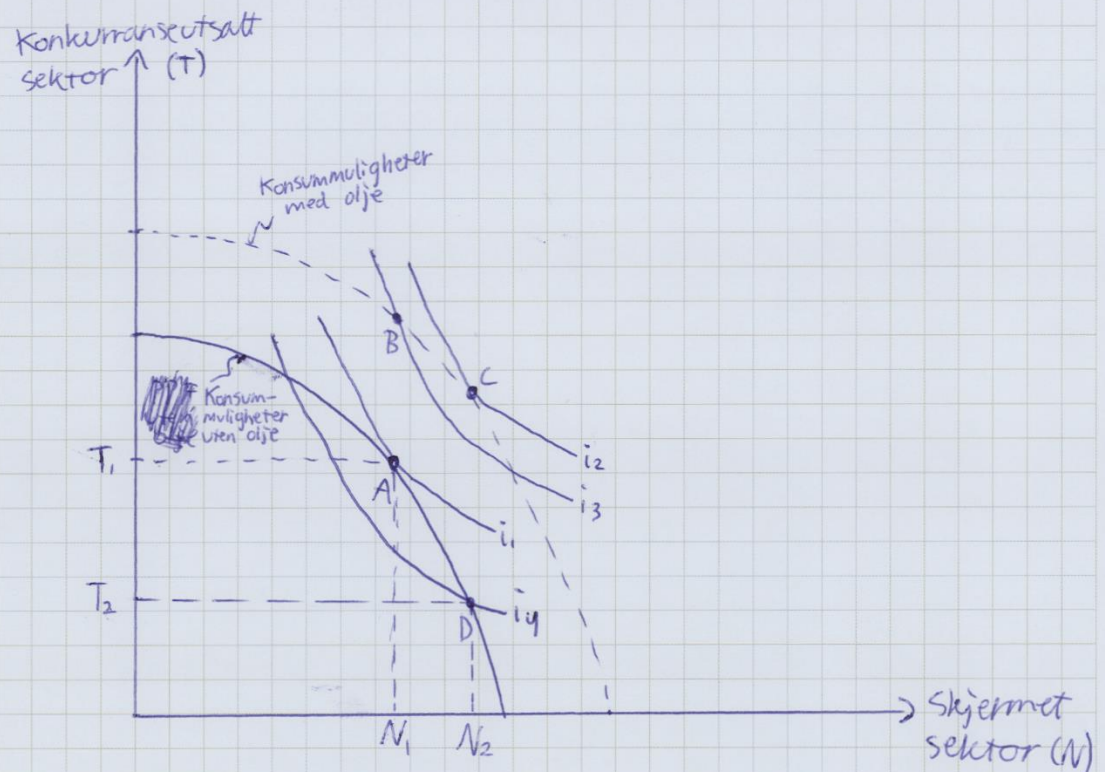 Konkurranseutsatt
sektor (T)
Konsummuligheter
med olje
B
C
Konsum-
muligheter
uten olje
T₁
A
i₂
i₃
i₁
T₂
D
i₄
N₁
N₂
Skjermet
sektor (N)